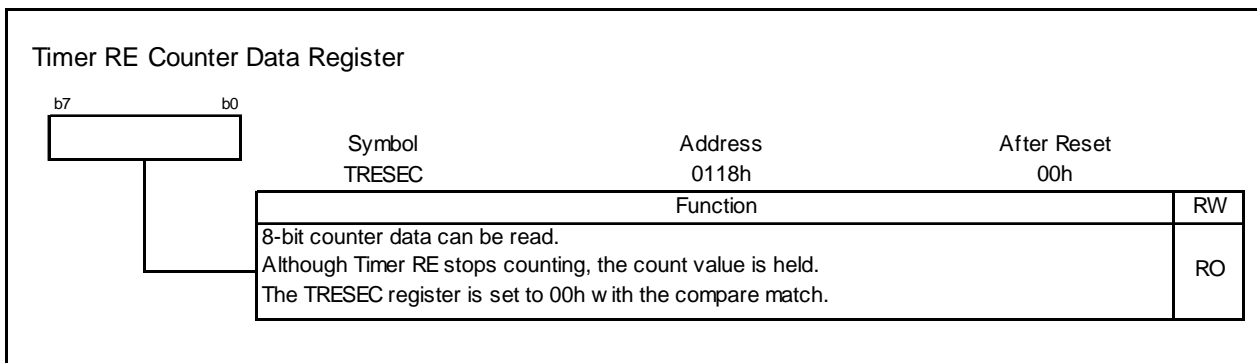 Timer RE Counter Data Register
b7 b0
Symbol Address After Reset
TRESEC 0118h 00h
Function RW
8-bit counter data can be read.
Although Timer RE stops counting, the count value is held.
The TRESEC register is set to 00h with the compare match.
RO